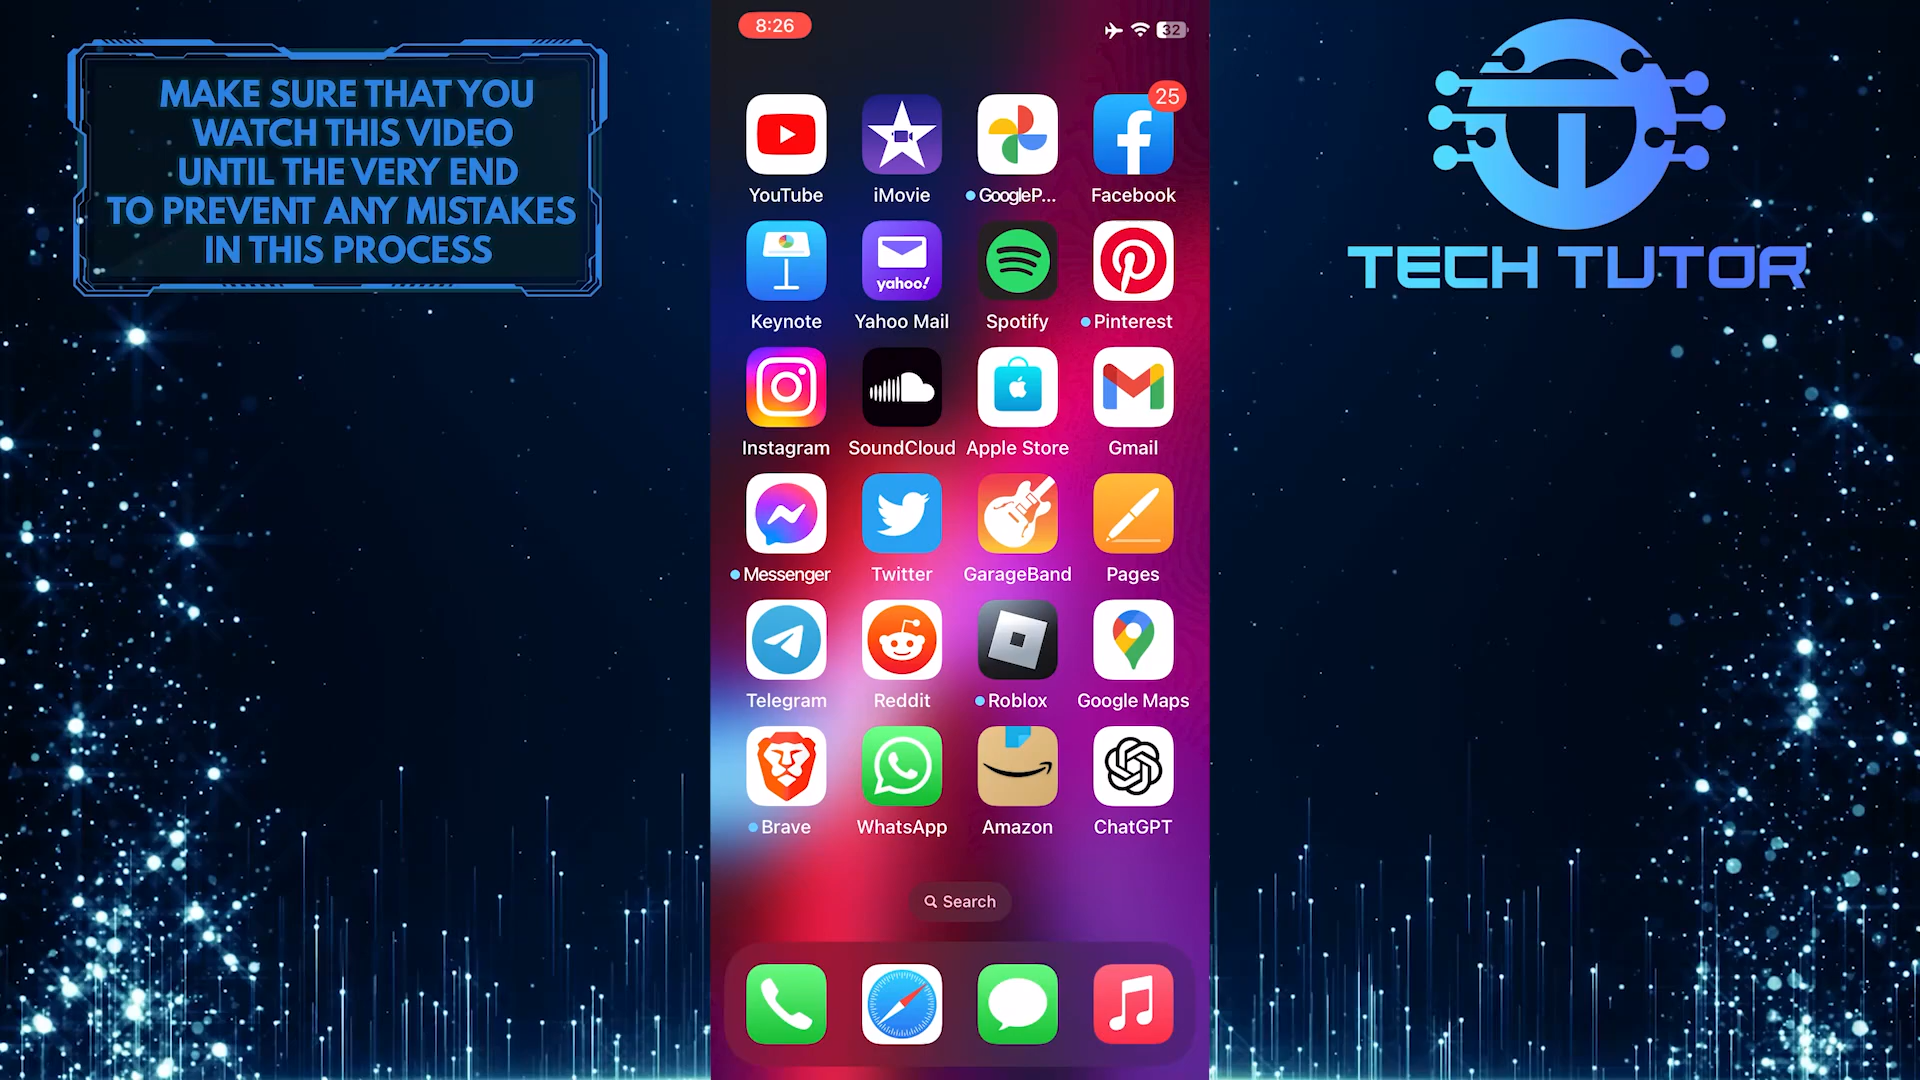 MAKE SURE THAT YOU
WATCH THIS VIDEO
UNTIL THE VERY END
TO PREVENT ANY MISTAKES
IN THIS PROCESS
8:26
32
25
YouTube
iMovie
GoogleP...
Facebook
yahoo!
Keynote
Yahoo Mail
Spotify
Pinterest
Instagram
SoundCloud
Apple Store
Gmail
Messenger
Twitter
GarageBand
Pages
Telegram
Reddit
Roblox
Google Maps
Brave
WhatsApp
Amazon
ChatGPT
Search
TECH TUTOR